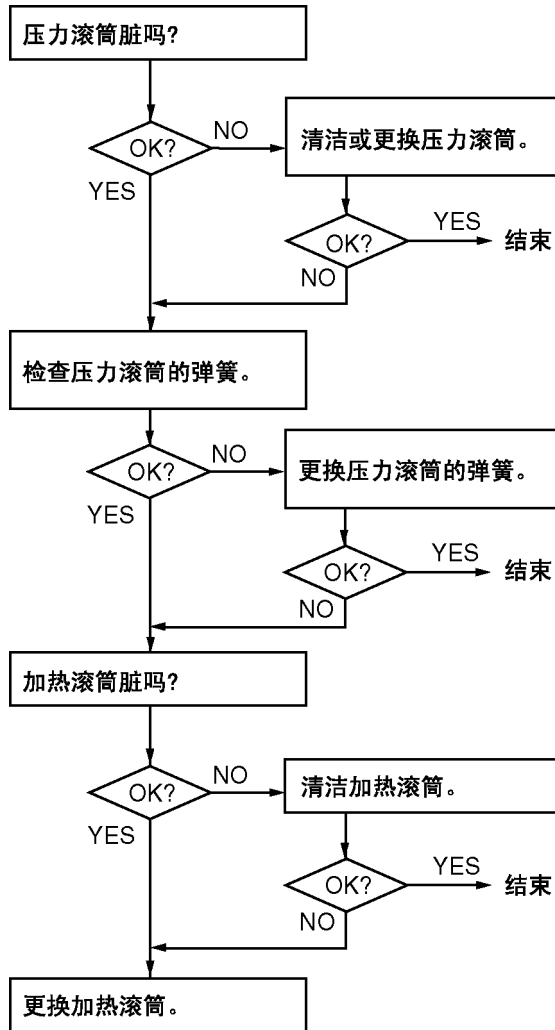 压力滚筒脏吗?
OK?
NO
清洁或更换压力滚筒。
YES
OK?
YES
结束
NO
检查压力滚筒的弹簧。
OK?
NO
更换压力滚筒的弹簧。
YES
OK?
YES
结束
NO
加热滚筒脏吗?
OK?
NO
清洁加热滚筒。
YES
OK?
YES
结束
NO
更换加热滚筒。